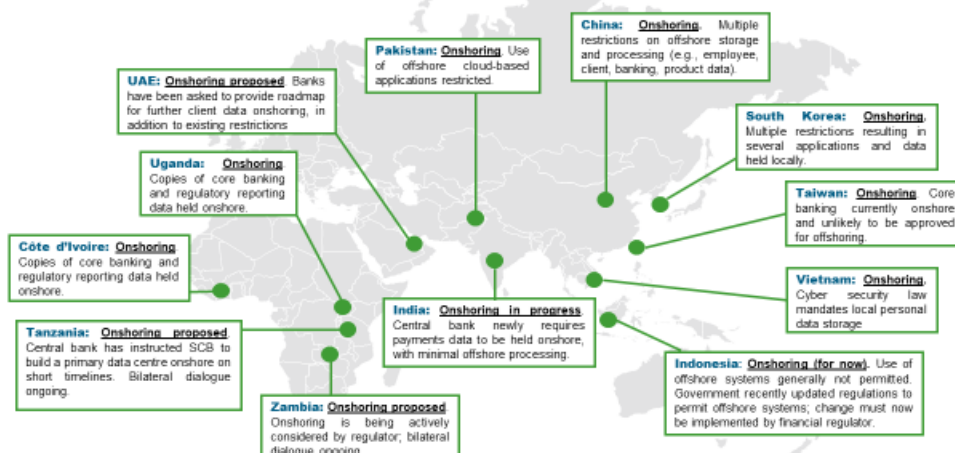 China: Onshoring. Multiple
restrictions on offshore storage
and processing (e.g., employee,
client, banking, product data).
Pakistan: Onshoring. Use
of offshore cloud-based
applications restricted.
UAE: Onshoring proposed. Banks
have been asked to provide roadmap
for further client data onshoring, in
addition to existing restrictions
South Korea: Onshoring.
Multiple restrictions resulting in
several applications and data
held locally.
Uganda: Onshoring.
Copies of core banking
and regulatory reporting
data held onshore.
Taiwan: Onshoring. Core
banking currently onshore
and unlikely to be approved
for offshoring.
Côte d'Ivoire: Onshoring.
Copies of core banking and
regulatory reporting data held
onshore.
Vietnam: Onshoring.
Cyber security law
mandates local personal
data storage
India: Onshoring in progress.
Central bank newly requires
payments data to be held onshore,
with minimal offshore processing.
Tanzania: Onshoring proposed.
Central bank has instructed SCB to
build a primary data centre onshore on
short timelines. Bilateral dialogue
ongoing.
Indonesia: Onshoring (for now). Use of
offshore systems generally not permitted.
Government recently updated regulations to
permit offshore systems; change must now
be implemented by financial regulator.
Zambia: Onshoring proposed.
Onshoring is being actively
considered by regulator; bilateral
dialogue ongoing